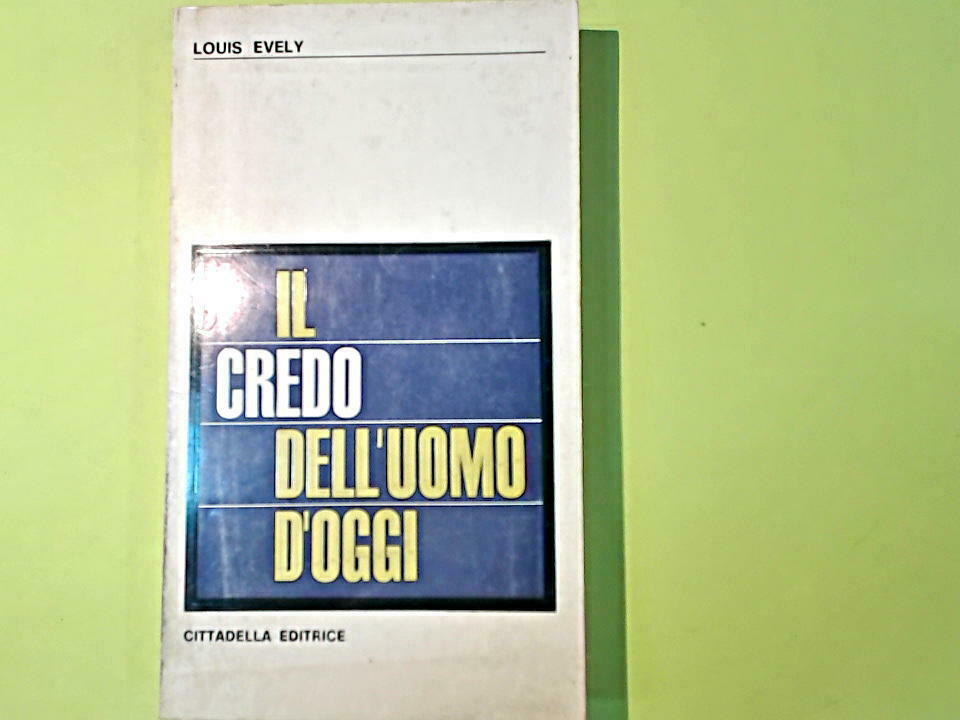 LOUIS EVELY
IL
CREDO
DELL'UOMO
D'OGGI
CITTADELLA EDITRICE